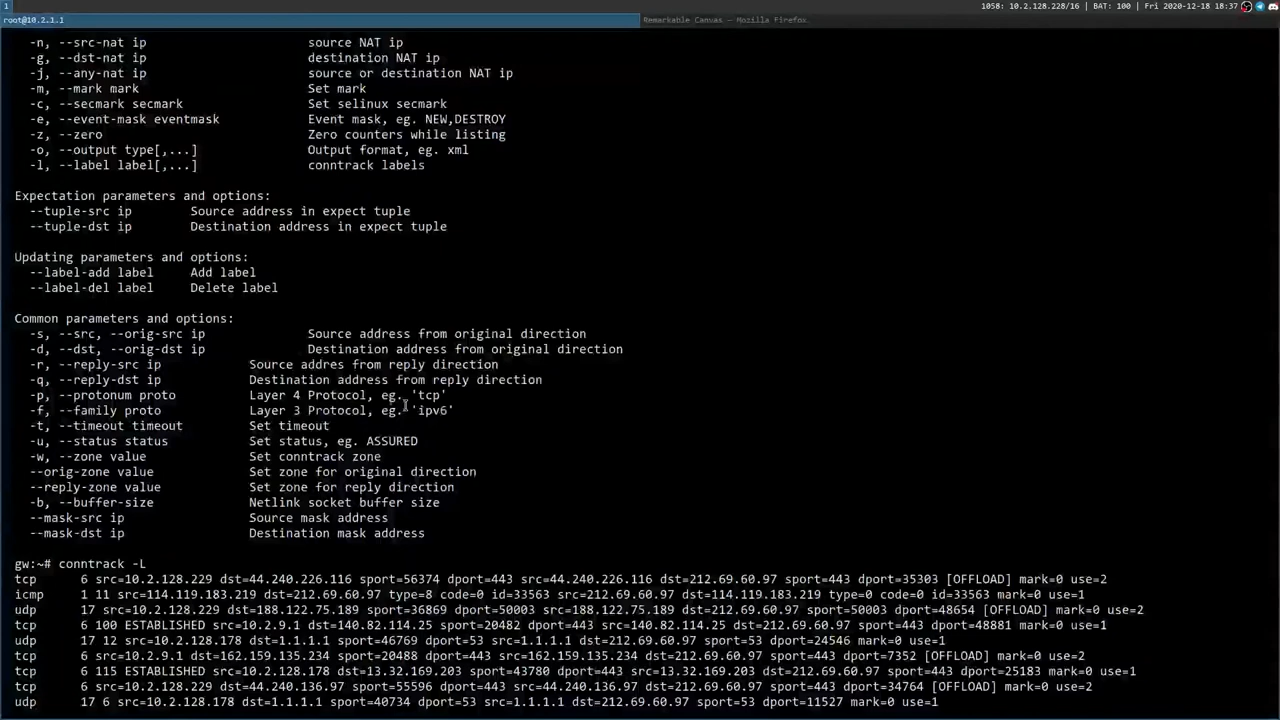 1
1058: 10.2.128.228/16 | BAT: 100 | Fri 2020-12-18 18:37
root@10.2.1.1
Remarkable Canvas — Mozilla Firefox
-n, --src-nat ip source NAT ip
-g, --dst-nat ip destination NAT ip
-j, --any-nat ip source or destination NAT ip
-m, --mark mark Set mark
-c, --secmark secmark Set selinux secmark
-e, --event-mask eventmask Event mask, eg. NEW,DESTROY
-z, --zero Zero counters while listing
-o, --output type[,...] Output format, eg. xml
-l, --label label[,...] conntrack labels
Expectation parameters and options:
--tuple-src ip Source address in expect tuple
--tuple-dst ip Destination address in expect tuple
Updating parameters and options:
--label-add label Add label
--label-del label Delete label
Common parameters and options:
-s, --src, --orig-src ip Source address from original direction
-d, --dst, --orig-dst ip Destination address from original direction
-r, --reply-src ip Source addres from reply direction
-q, --reply-dst ip Destination address from reply direction
-p, --protonum proto Layer 4 Protocol, eg. 'tcp'
-f, --family proto Layer 3 Protocol, eg. 'ipv6'
-t, --timeout timeout Set timeout
-u, --status status Set status, eg. ASSURED
-w, --zone value Set conntrack zone
--orig-zone value Set zone for original direction
--reply-zone value Set zone for reply direction
-b, --buffer-size Netlink socket buffer size
--mask-src ip Source mask address
--mask-dst ip Destination mask address
gw:~# conntrack -L
tcp 6 src=10.2.128.229 dst=44.240.226.116 sport=56374 dport=443 src=44.240.226.116 dst=212.69.60.97 sport=443 dport=35303 [OFFLOAD] mark=0 use=2
icmp 1 11 src=114.119.183.219 dst=212.69.60.97 type=8 code=0 id=33563 src=212.69.60.97 dst=114.119.183.219 type=0 code=0 id=33563 mark=0 use=1
udp 17 src=10.2.128.229 dst=188.122.75.189 sport=36869 dport=50003 src=188.122.75.189 dst=212.69.60.97 sport=50003 dport=48654 [OFFLOAD] mark=0 use=2
tcp 6 100 ESTABLISHED src=10.2.9.1 dst=140.82.114.25 sport=20482 dport=443 src=140.82.114.25 dst=212.69.60.97 sport=443 dport=48881 mark=0 use=1
udp 17 12 src=10.2.128.178 dst=1.1.1.1 sport=46769 dport=53 src=1.1.1.1 dst=212.69.60.97 sport=53 dport=24546 mark=0 use=1
tcp 6 src=10.2.9.1 dst=162.159.135.234 sport=20488 dport=443 src=162.159.135.234 dst=212.69.60.97 sport=443 dport=7352 [OFFLOAD] mark=0 use=2
tcp 6 115 ESTABLISHED src=10.2.128.178 dst=13.32.169.203 sport=43780 dport=443 src=13.32.169.203 dst=212.69.60.97 sport=443 dport=25183 mark=0 use=1
tcp 6 src=10.2.128.229 dst=44.240.136.97 sport=55596 dport=443 src=44.240.136.97 dst=212.69.60.97 sport=443 dport=34764 [OFFLOAD] mark=0 use=2
udp 17 6 src=10.2.128.178 dst=1.1.1.1 sport=40734 dport=53 src=1.1.1.1 dst=212.69.60.97 sport=53 dport=11527 mark=0 use=1